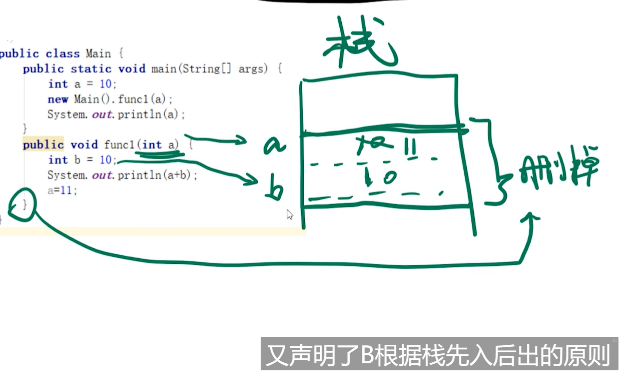 栈
public class Main {
public static void main(String[] args) {
int a = 10;
new Main().func1(a);
System.out.println(a);
}
public void func1(int a) {
int b = 10;
System.out.println(a+b);
a=11;
}
}
a 10 11
b 10
删掉
又声明了B根据栈先入后出的原则